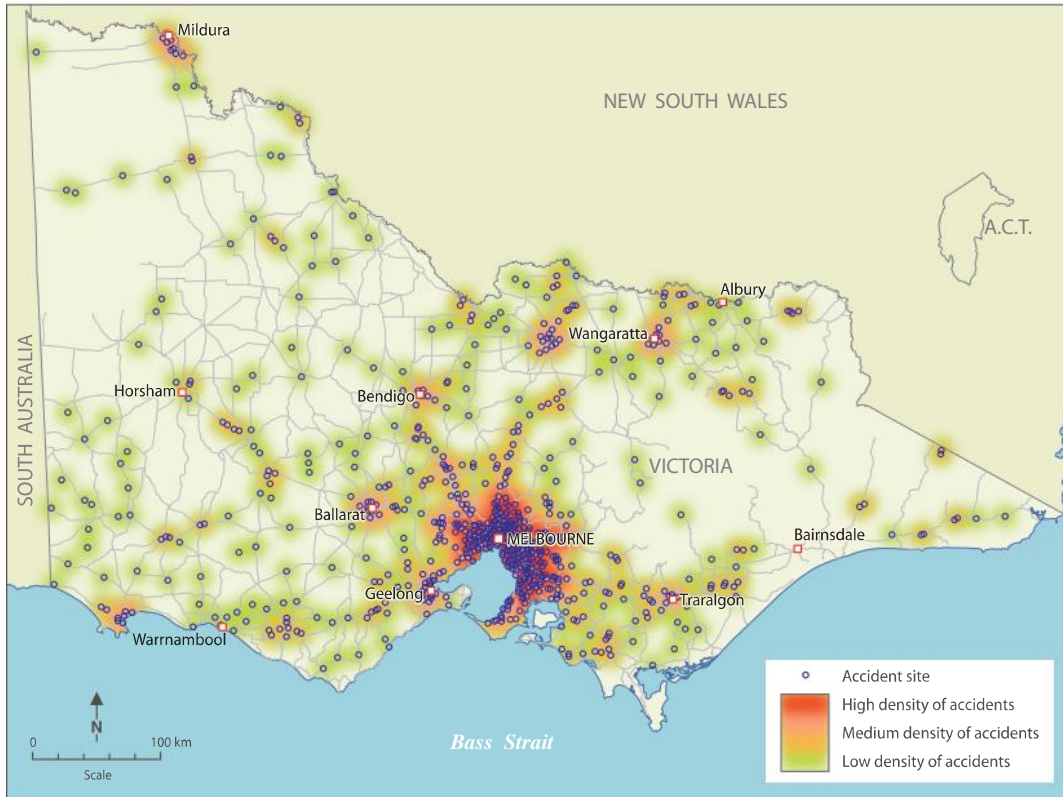 Mildura
NEW SOUTH WALES
A.C.T.
Albury
Wangaratta
SOUTH AUSTRALIA
Horsham
Bendigo
VICTORIA
Ballarat
MELBOURNE
Bairnsdale
Geelong
Traralgon
Warrnambool
Accident site
High density of accidents
Medium density of accidents
Low density of accidents
N
0 100 km
Scale
Bass Strait